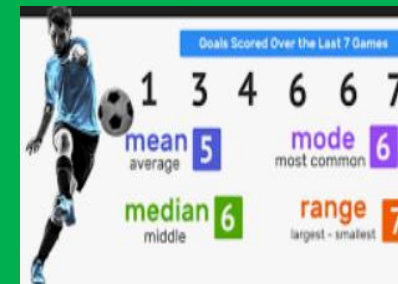 Goals Scored Over the Last 7 Games
1 3 4 6 6 7
mean 5 mode 6
average most common
median 6 range 7
middle largest - smallest